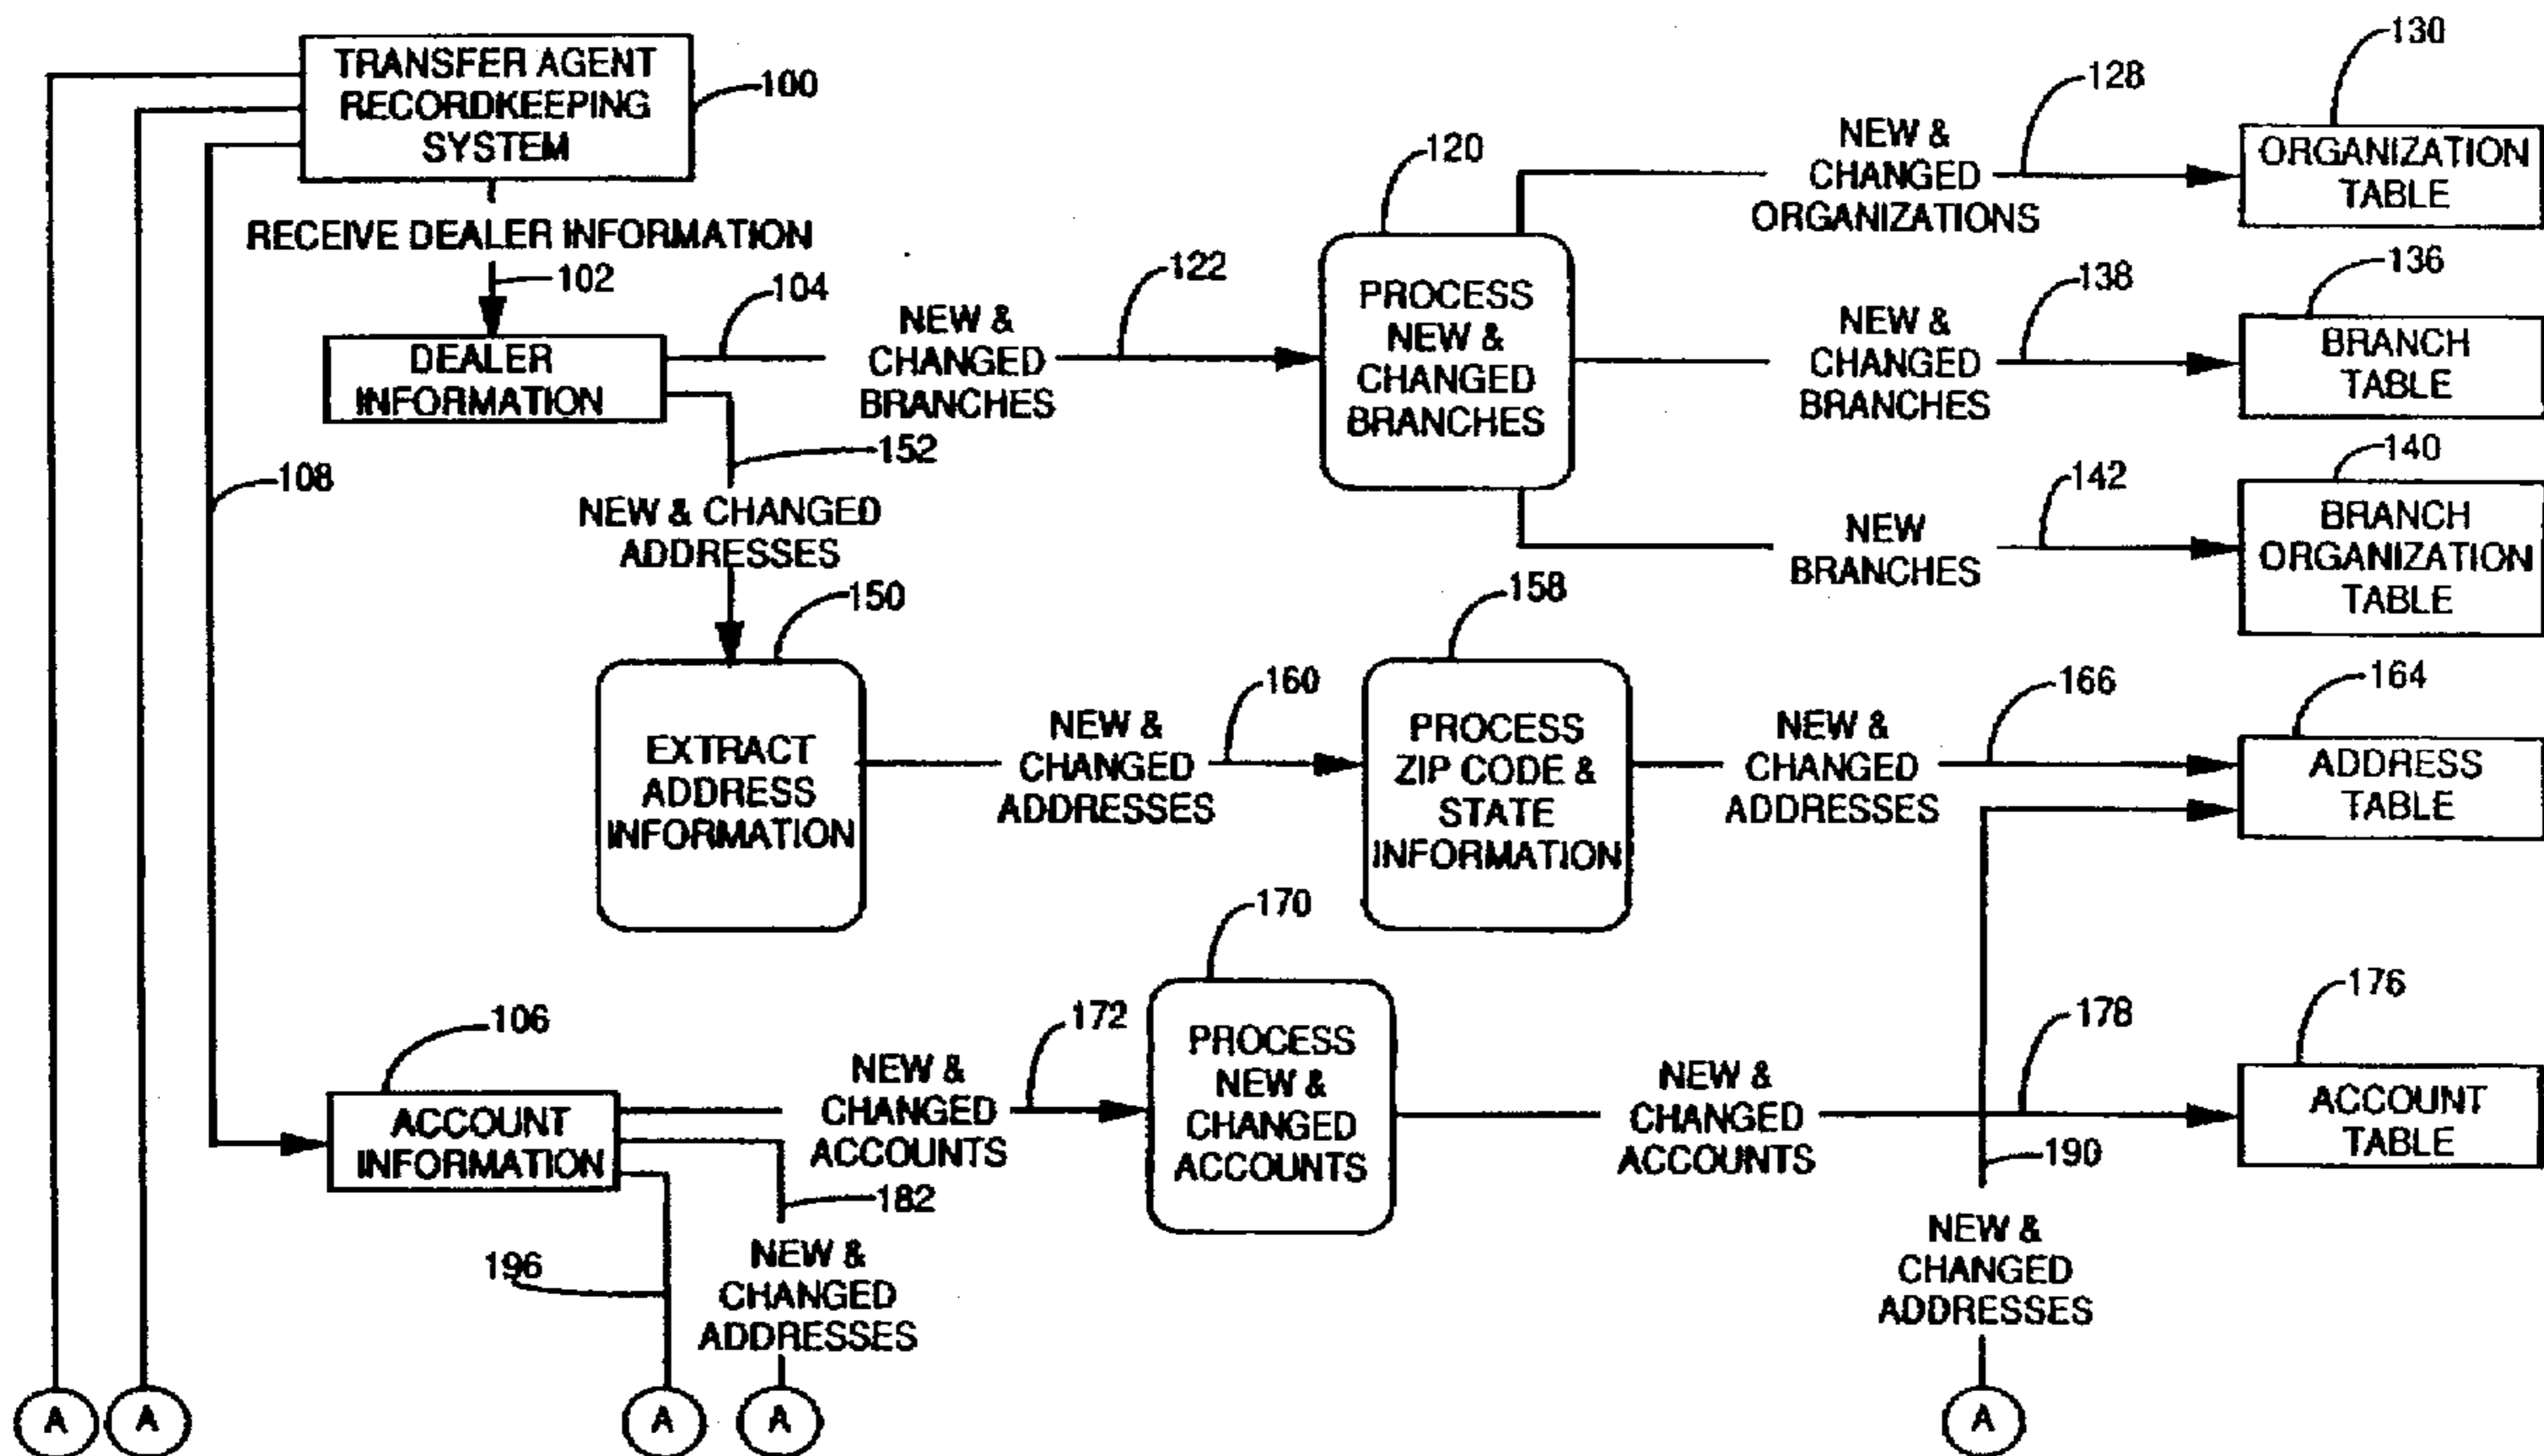 TRANSFER AGENT
RECORDKEEPING
SYSTEM
100
RECEIVE DEALER INFORMATION
102
DEALER
INFORMATION
104
NEW &
CHANGED
BRANCHES
122
120
PROCESS
NEW &
CHANGED
BRANCHES
NEW &
CHANGED
ORGANIZATIONS
128
130
ORGANIZATION
TABLE
NEW &
CHANGED
BRANCHES
138
136
BRANCH
TABLE
NEW
BRANCHES
142
140
BRANCH
ORGANIZATION
TABLE
108
152
NEW & CHANGED
ADDRESSES
150
EXTRACT
ADDRESS
INFORMATION
NEW &
CHANGED
ADDRESSES
160
158
PROCESS
ZIP CODE &
STATE
INFORMATION
NEW &
CHANGED
ADDRESSES
166
164
ADDRESS
TABLE
106
ACCOUNT
INFORMATION
NEW &
CHANGED
ACCOUNTS
172
170
PROCESS
NEW &
CHANGED
ACCOUNTS
NEW &
CHANGED
ACCOUNTS
178
176
ACCOUNT
TABLE
190
NEW &
CHANGED
ADDRESSES
182
NEW &
CHANGED
ADDRESSES
196
A
A
A
A
A